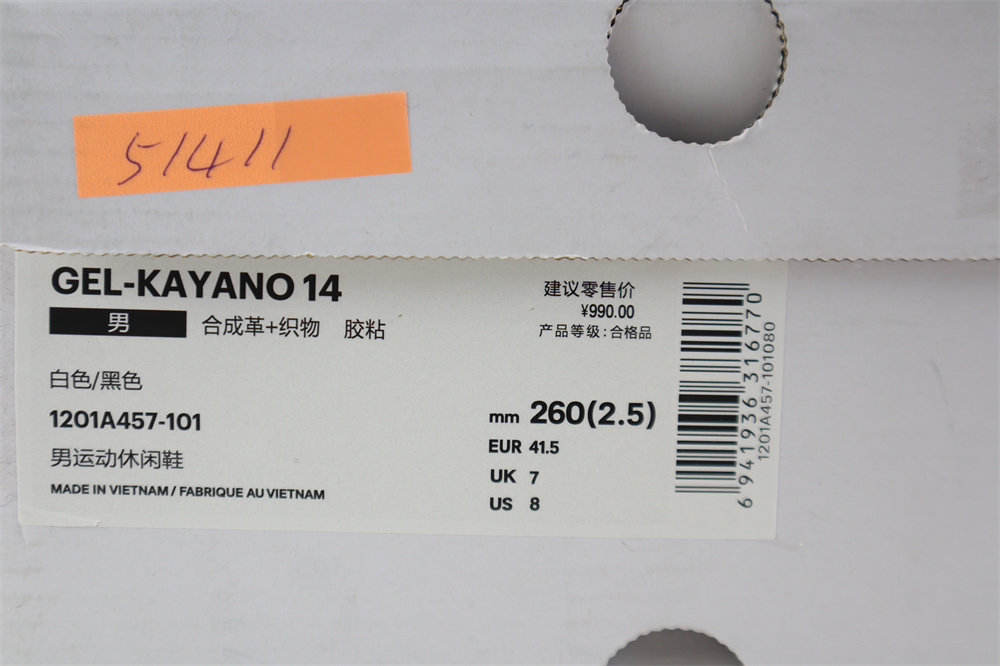 51411
GEL-KAYANO 14
男 合成革+织物 胶粘
白色/黑色
1201A457-101
男运动休闲鞋
MADE IN VIETNAM / FABRIQUE AU VIETNAM
建议零售价
¥990.00
产品等级:合格品
mm 260(2.5)
EUR 41.5
UK 7
US 8
6 941936 316770
1201A457-101080